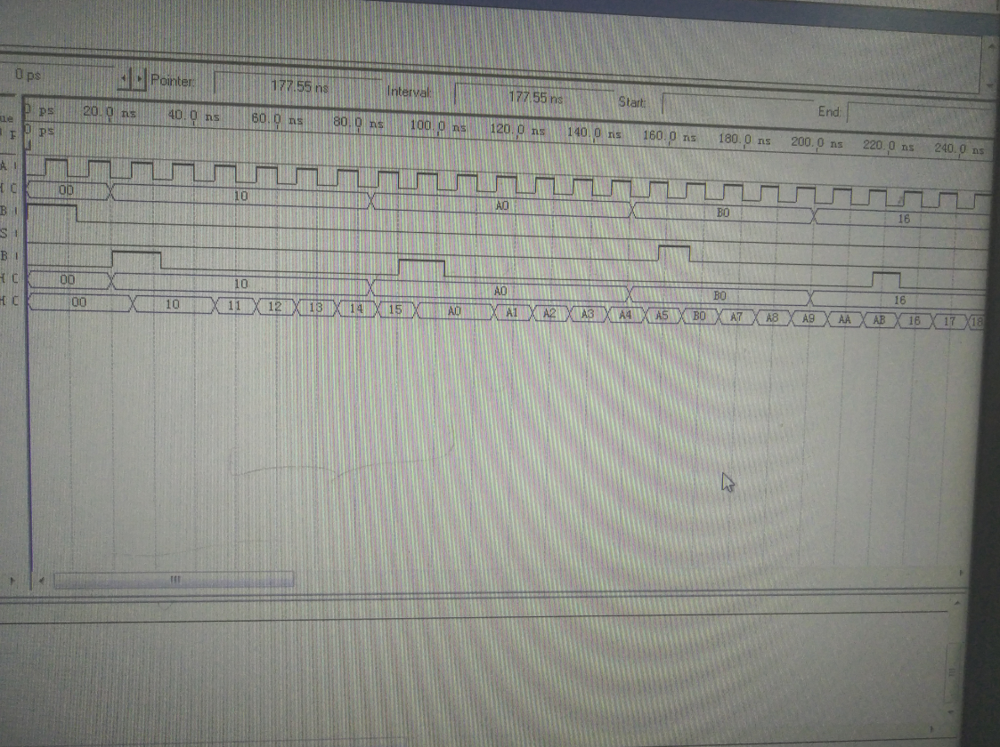 0 ps Pointer: 177.55 ns Interval: 177.55 ns Start: End:
0 ps 20.0 ns 40.0 ns 60.0 ns 80.0 ns 100.0 ns 120.0 ns 140.0 ns 160.0 ns 180.0 ns 200.0 ns 220.0 ns 240.0 ns
ue
0 ps
A
C 00 10 A0 B0 16
B
S
B
C 00 10 A0 B0 16
H C 00 10 11 12 13 14 15 A0 A1 A2 A3 A4 A5 B0 A7 A8 A9 AA AB 16 17 18